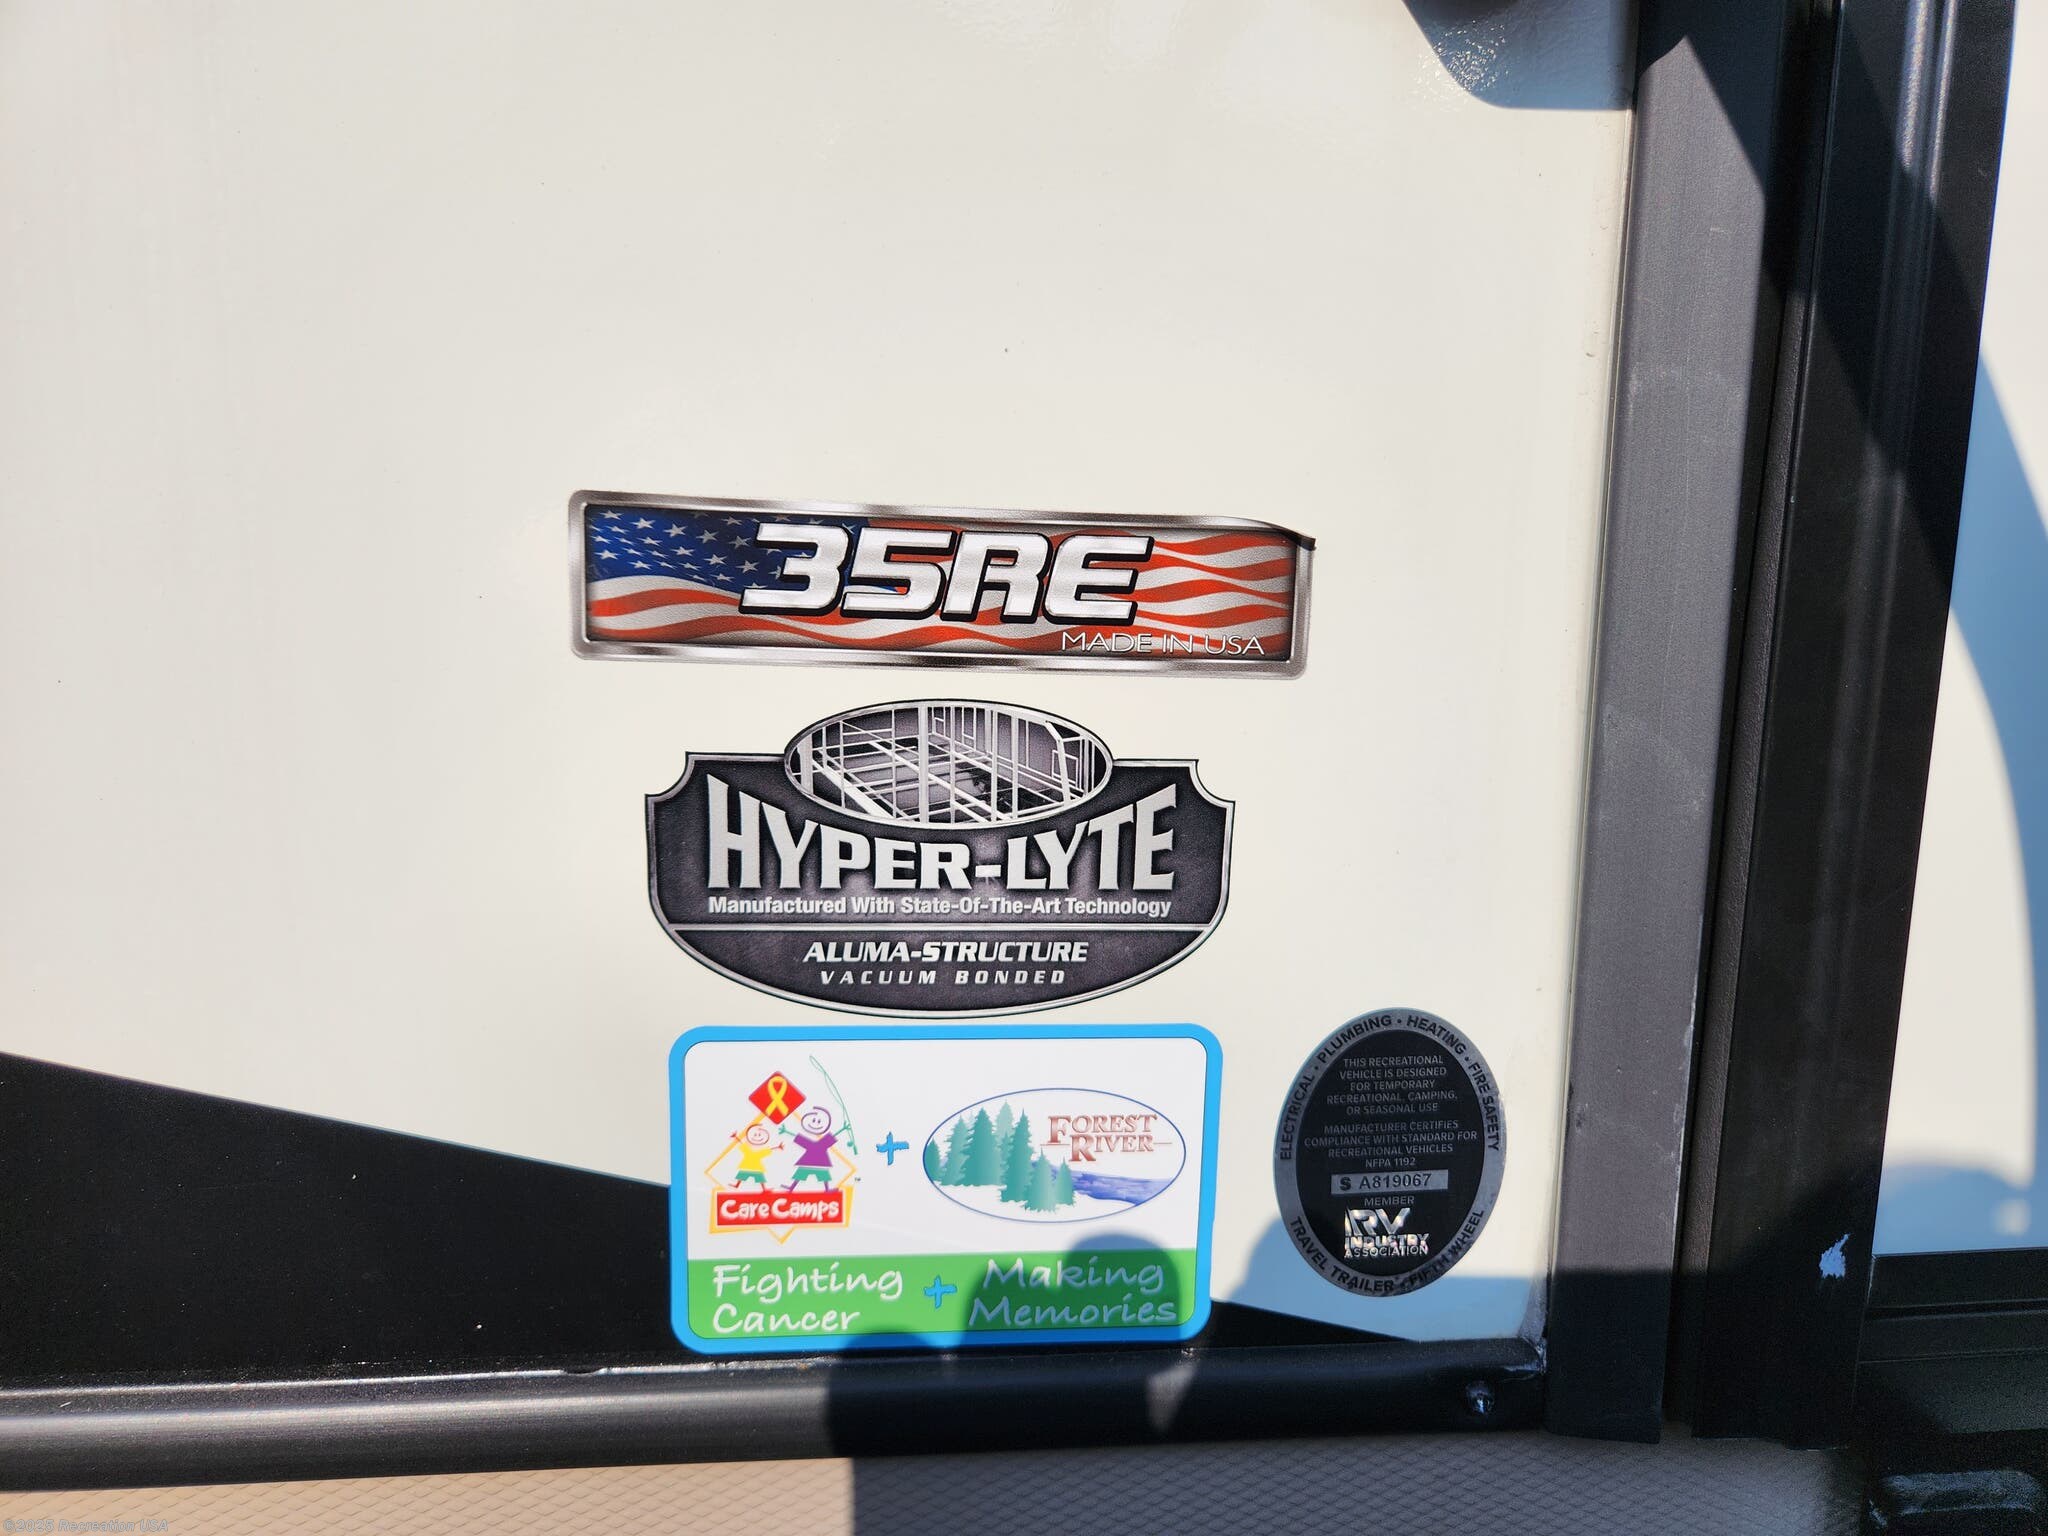 35RE
MADE IN USA
HYPER-LYTE
Manufactured With State-Of-The-Art Technology
ALUMA-STRUCTURE
VACUUM BONDED
Care Camps
™
+
FOREST
RIVER
Fighting
Cancer
+
Making
Memories
ELECTRICAL • PLUMBING • HEATING • FIRE SAFETY
THIS RECREATIONAL
VEHICLE IS DESIGNED
FOR TEMPORARY
RECREATIONAL, CAMPING,
OR SEASONAL USE
MANUFACTURER CERTIFIES
COMPLIANCE WITH STANDARD FOR
RECREATIONAL VEHICLES
NFPA 1192
S A819067
MEMBER
RV
INDUSTRY
ASSOCIATION
TRAVEL TRAILER • FIFTH WHEEL
©2025 Recreation USA